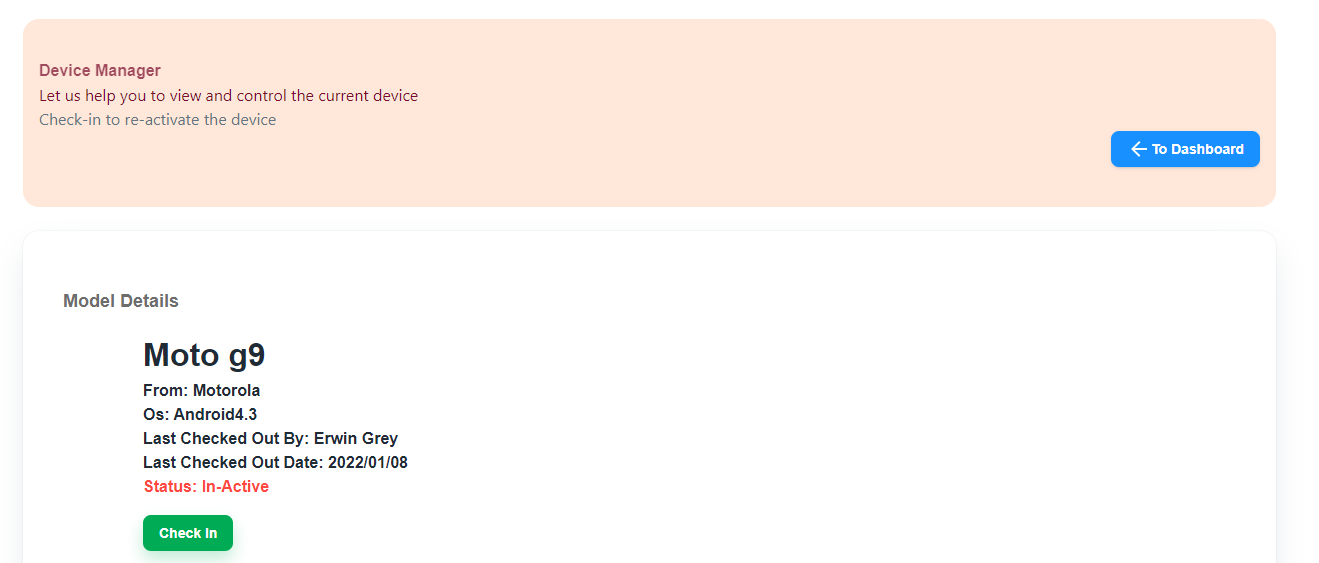 Device Manager
Let us help you to view and control the current device
Check-in to re-activate the device
To Dashboard
Model Details
Moto g9
From: Motorola
Os: Android4.3
Last Checked Out By: Erwin Grey
Last Checked Out Date: 2022/01/08
Status: In-Active
Check In